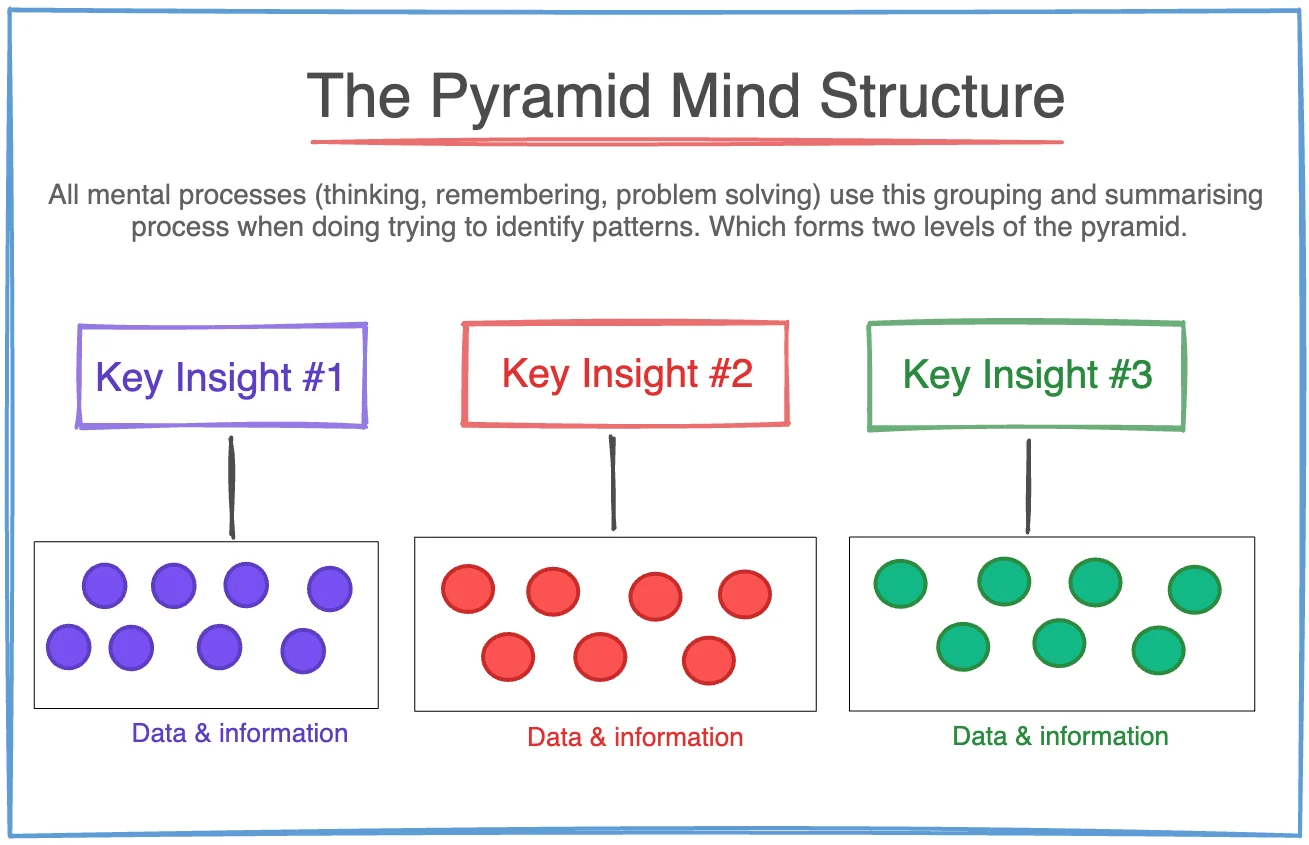 The Pyramid Mind Structure
All mental processes (thinking, remembering, problem solving) use this grouping and summarising
process when doing trying to identify patterns. Which forms two levels of the pyramid.
Key Insight #1
Key Insight #2
Key Insight #3
Data & information
Data & information
Data & information